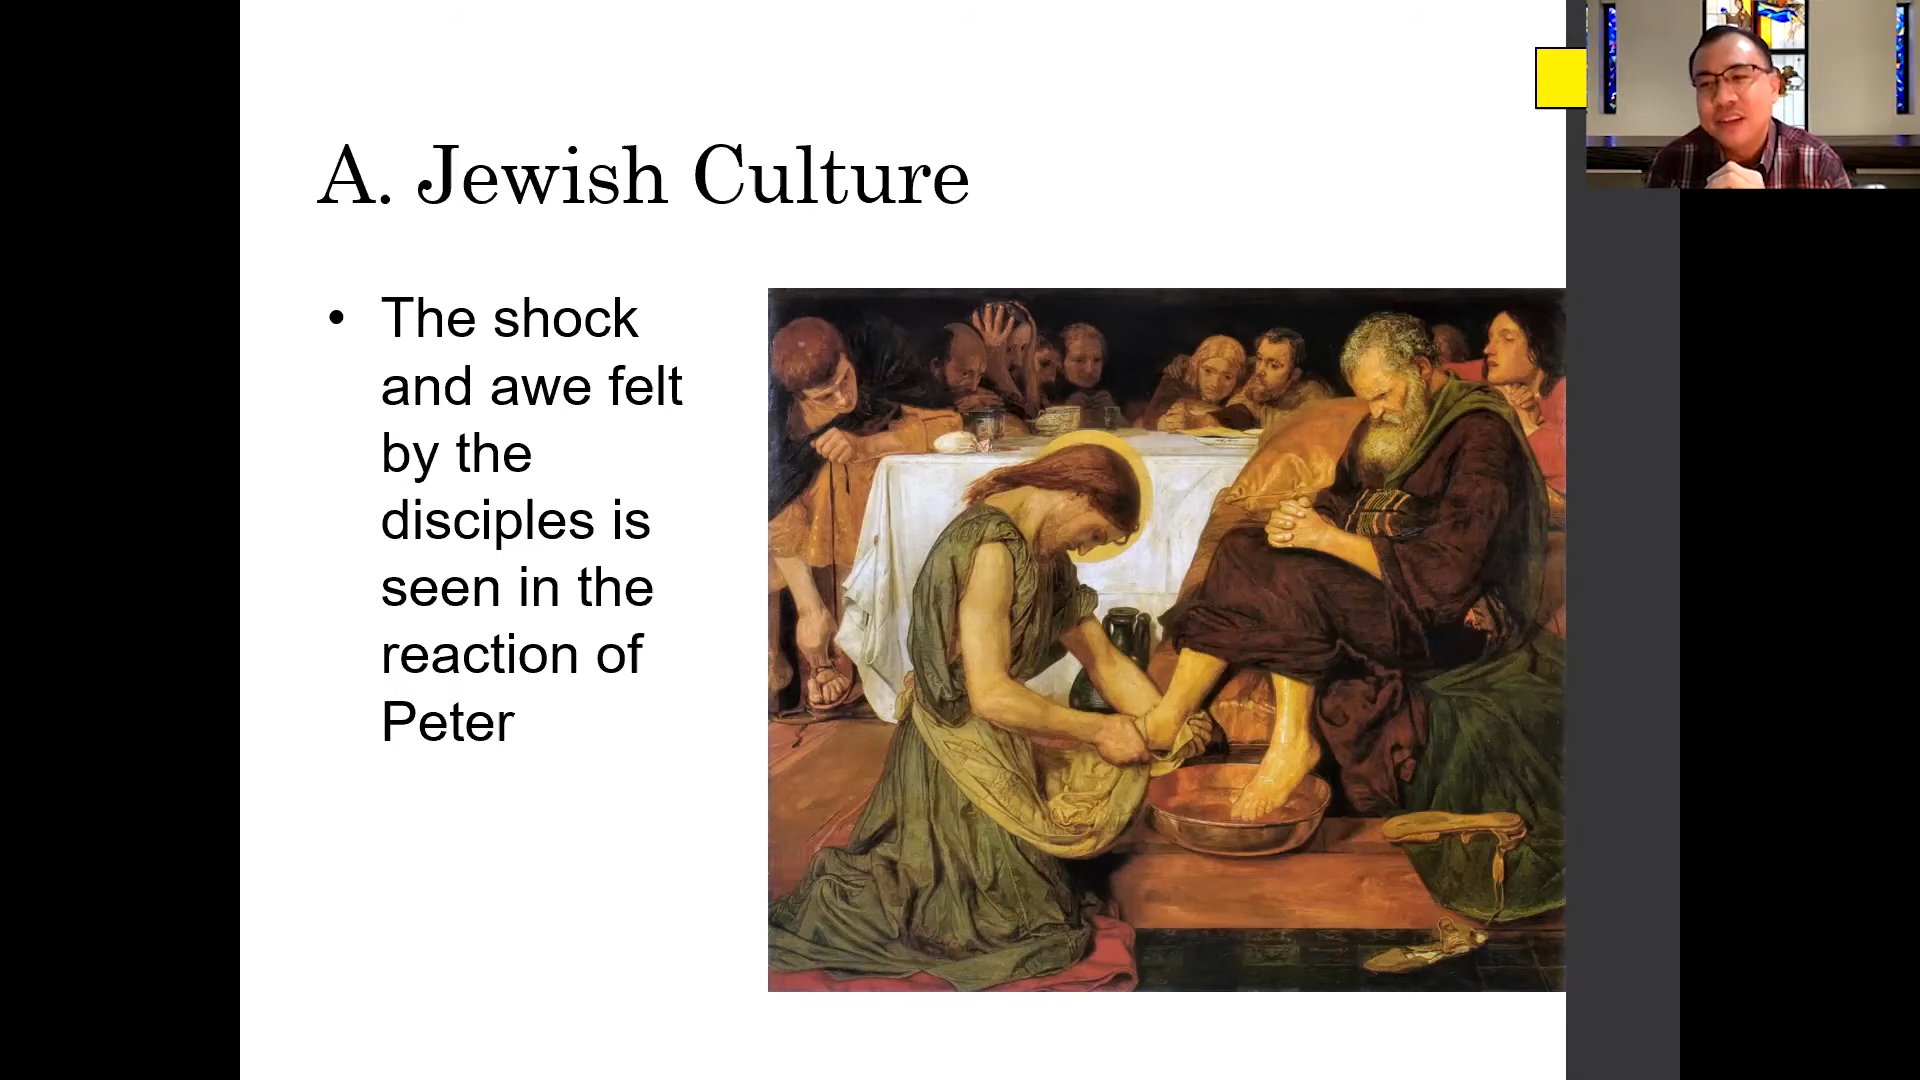 A. Jewish Culture
• The shock
and awe felt
by the
disciples is
seen in the
reaction of
Peter